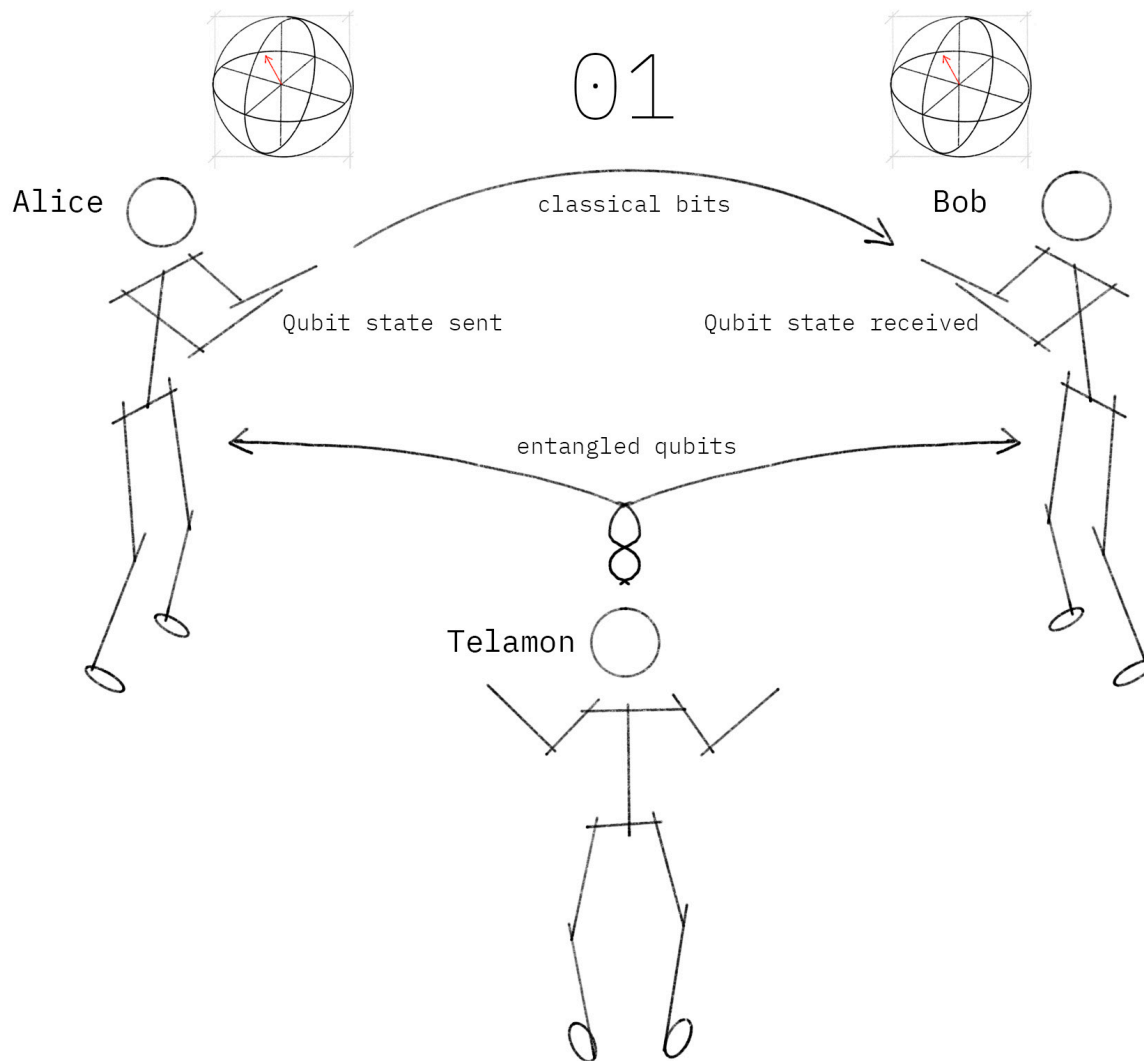 01
Alice
classical bits
Bob
Qubit state sent
Qubit state received
entangled qubits
Telamon